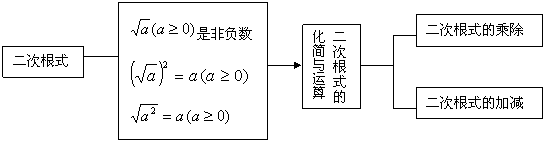 二次根式
√a(a≥0)是非负数
(√a)²=a(a≥0)
√a²=a(a≥0)
二次根式的
化简与运算
二次根式的乘除
二次根式的加减